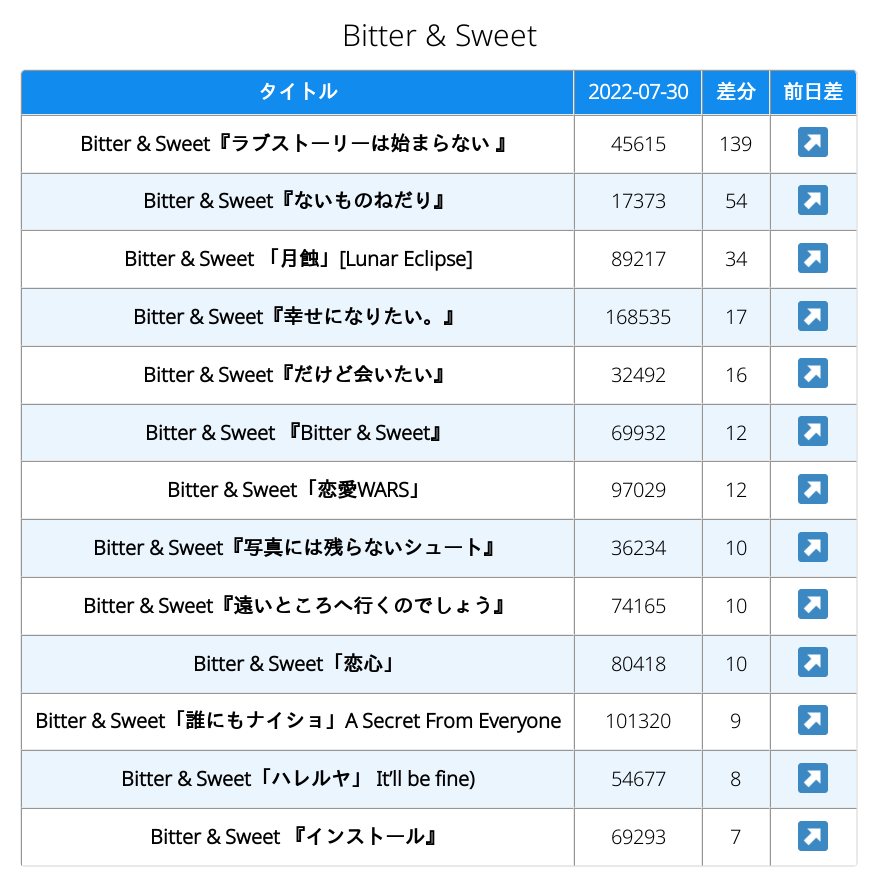 Bitter & Sweet
タイトル 2022-07-30 差分 前日差
Bitter & Sweet『ラブストーリーは始まらない 』 45615 139
Bitter & Sweet『ないものねだり』 17373 54
Bitter & Sweet 「月蝕」[Lunar Eclipse] 89217 34
Bitter & Sweet『幸せになりたい。』 168535 17
Bitter & Sweet『だけど会いたい』 32492 16
Bitter & Sweet 『Bitter & Sweet』 69932 12
Bitter & Sweet「恋愛WARS」 97029 12
Bitter & Sweet『写真には残らないシュート』 36234 10
Bitter & Sweet『遠いところへ行くのでしょう』 74165 10
Bitter & Sweet「恋心」 80418 10
Bitter & Sweet「誰にもナイショ」A Secret From Everyone 101320 9
Bitter & Sweet「ハレルヤ」 It'll be fine) 54677 8
Bitter & Sweet 『インストール』 69293 7